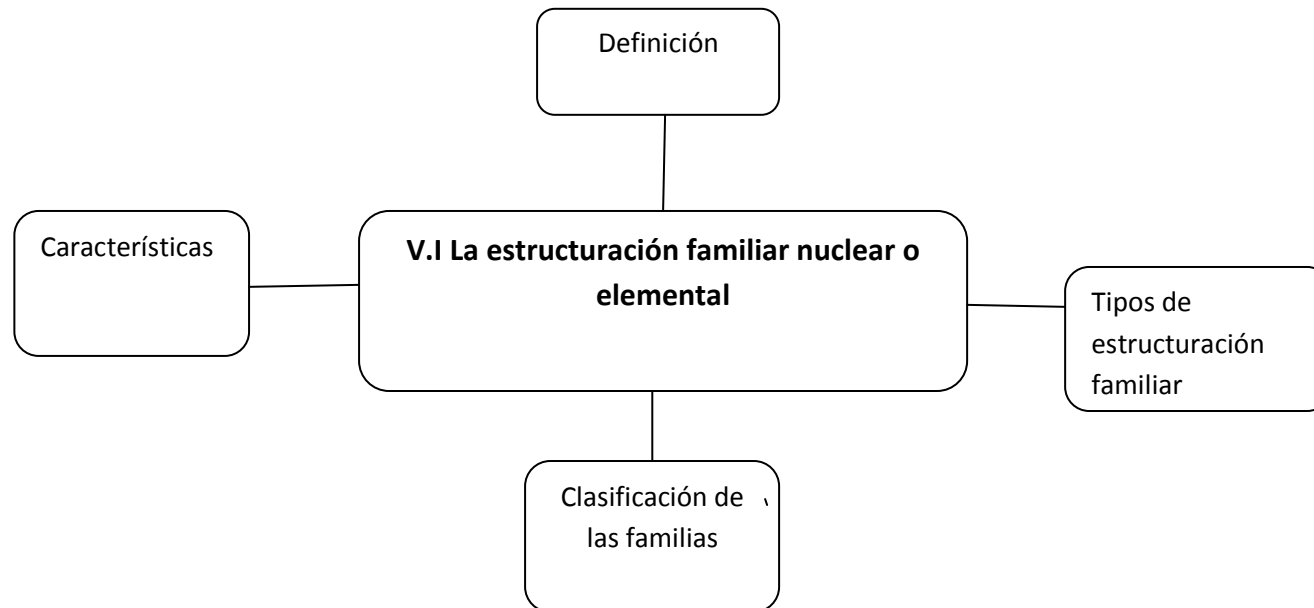 Definición
Características
V.I La estructuración familiar nuclear o
elemental
Tipos de
estructuración
familiar
Clasificación de
las familias